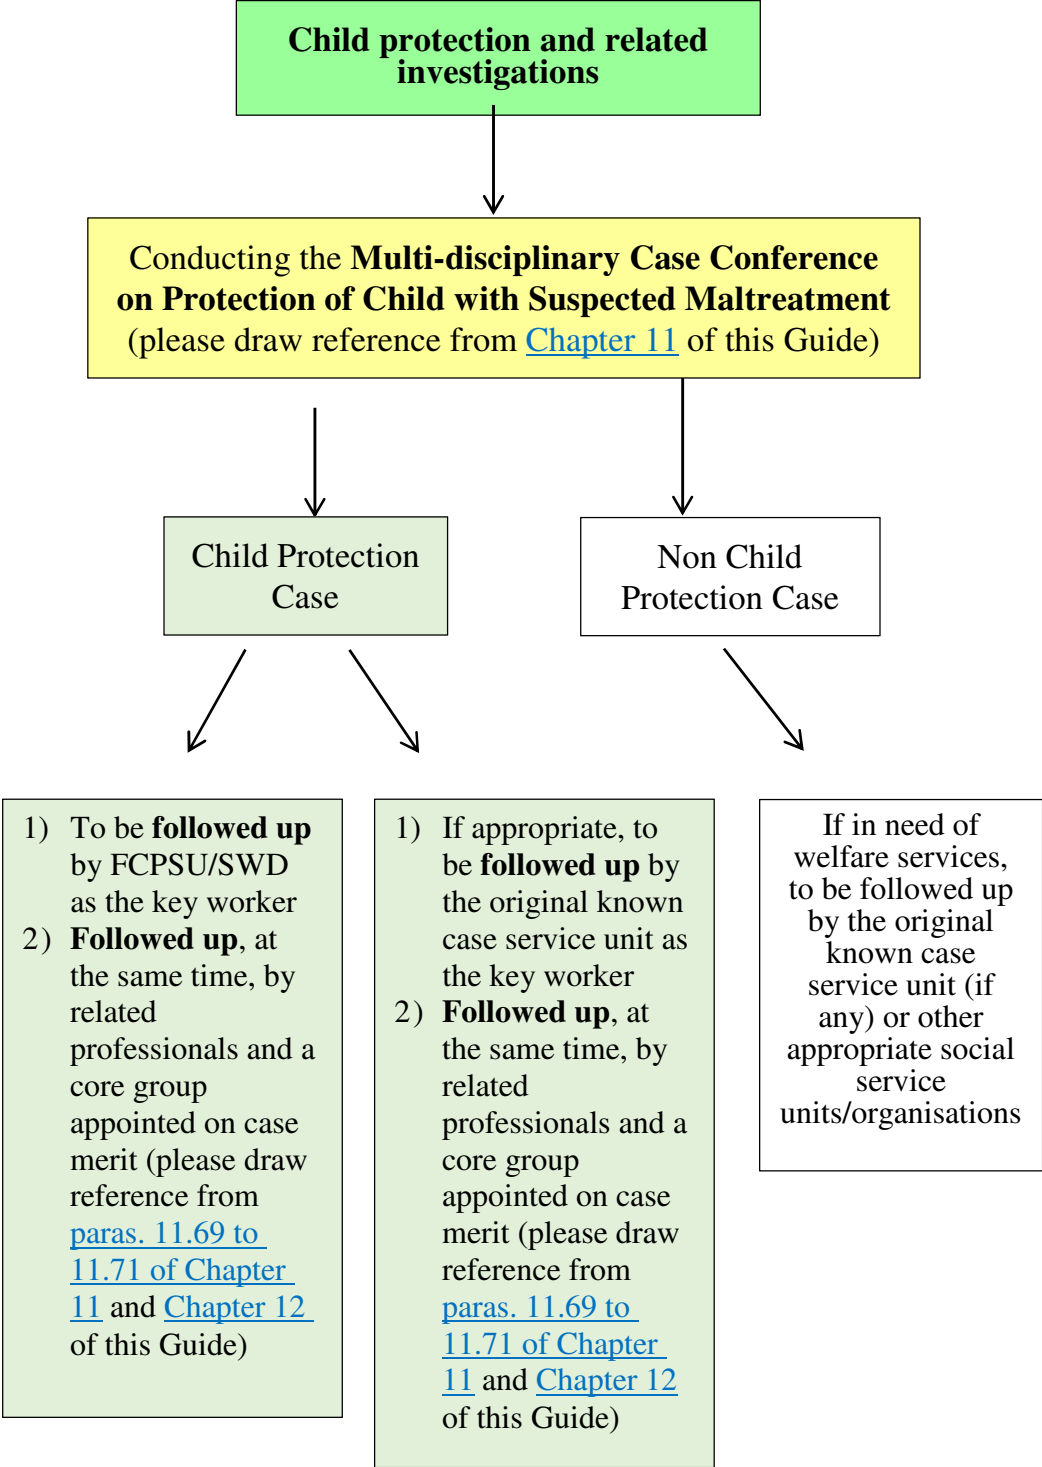 Child protection and related
investigations
Conducting the Multi-disciplinary Case Conference
on Protection of Child with Suspected Maltreatment
(please draw reference from Chapter 11 of this Guide)
Child Protection
Case
Non Child
Protection Case
1) To be followed up
by FCPSU/SWD
as the key worker
2) Followed up, at
the same time, by
related
professionals and a
core group
appointed on case
merit (please draw
reference from
paras. 11.69 to
11.71 of Chapter
11 and Chapter 12
of this Guide)
1) If appropriate, to
be followed up by
the original known
case service unit as
the key worker
2) Followed up, at
the same time, by
related
professionals and a
core group
appointed on case
merit (please draw
reference from
paras. 11.69 to
11.71 of Chapter
11 and Chapter 12
of this Guide)
If in need of
welfare services,
to be followed up
by the original
known case
service unit (if
any) or other
appropriate social
service
units/organisations